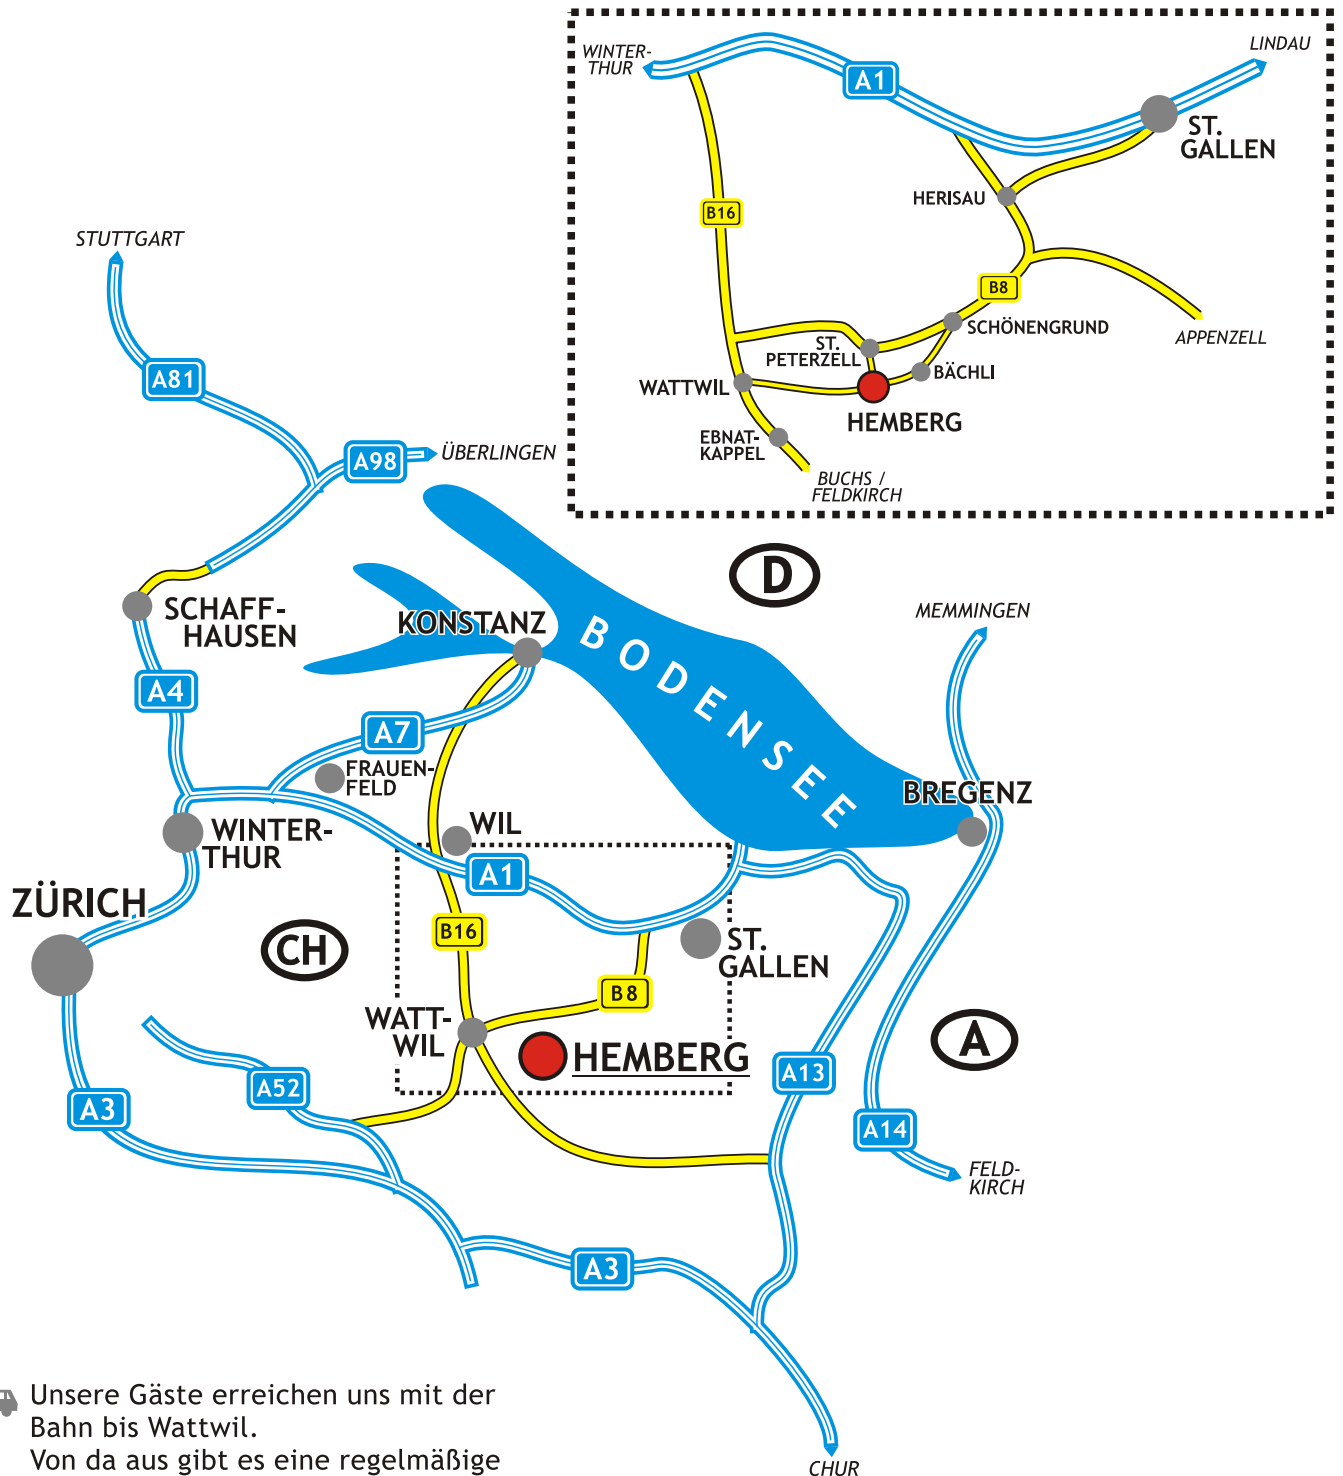 WINTER-
THUR
LINDAU
A1
ST.
GALLEN
HERISAU
B16
B8
SCHÖNENGRUND
APPENZELL
ST.
PETERZELL
BÄCHLI
WATTWIL
HEMBERG
EBNAT-
KAPPEL
BUCHS /
FELDKIRCH
STUTTGART
A81
A98
ÜBERLINGEN
D
SCHAFF-
HAUSEN
KONSTANZ
BODENSEE
MEMMINGEN
A4
A7
FRAUEN-
FELD
BREGENZ
WINTER-
THUR
WIL
A1
ZÜRICH
CH
B16
ST.
GALLEN
B8
WATT-
WIL
HEMBERG
A
A52
A13
A3
A14
FELD-
KIRCH
A3
Unsere Gäste erreichen uns mit der
Bahn bis Wattwil.
Von da aus gibt es eine regelmäßige
CHUR